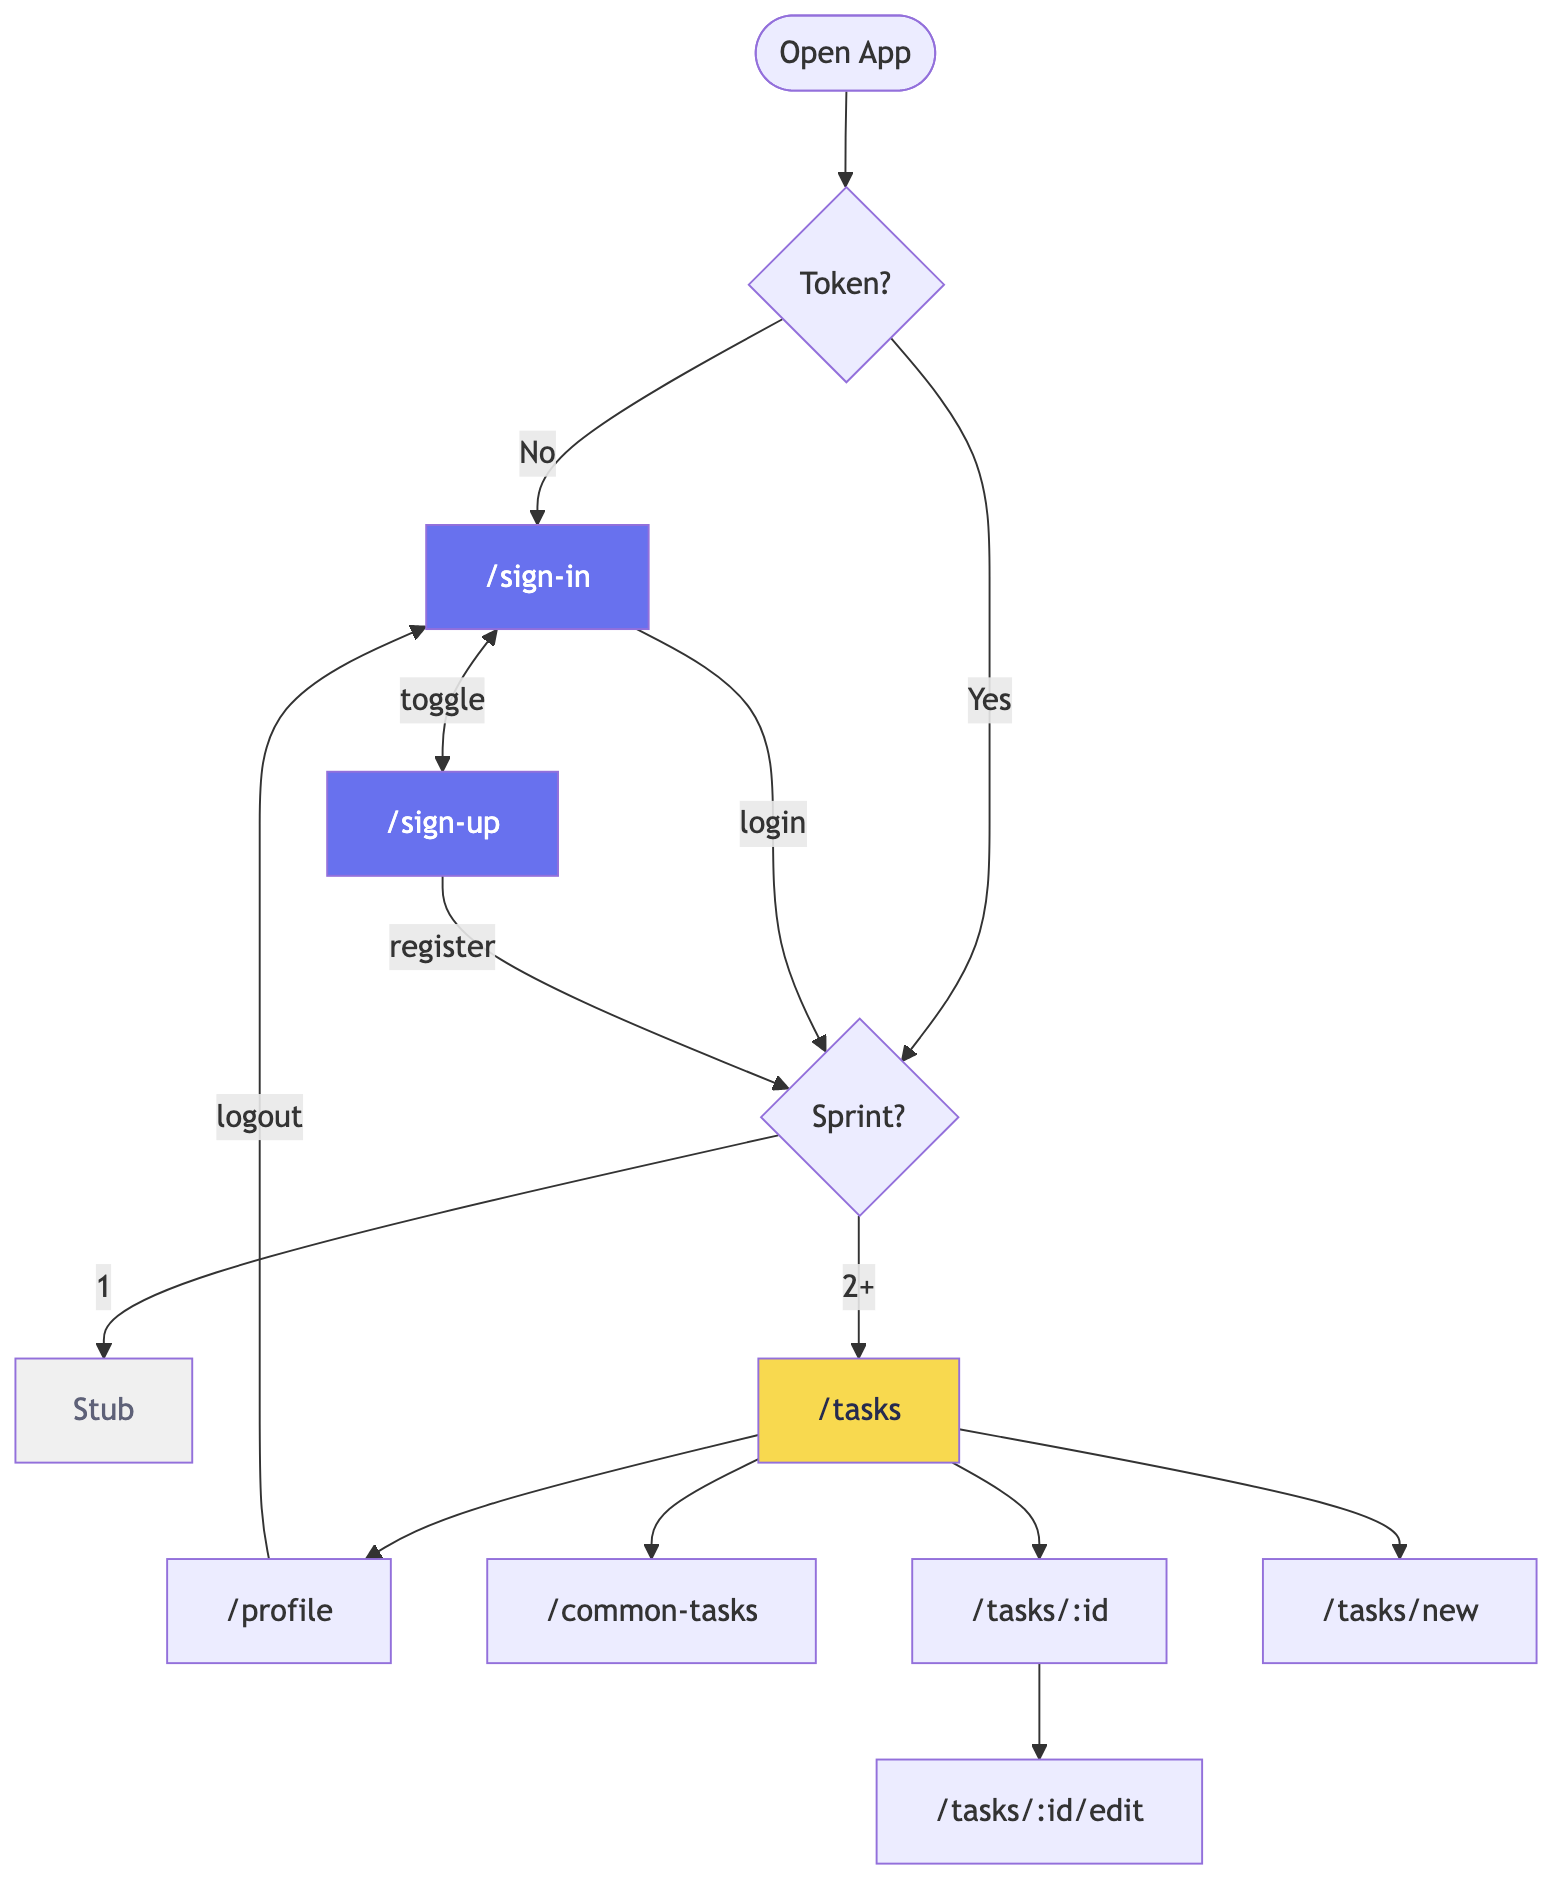 Open App
Token?
No
/sign-in
toggle
Yes
/sign-up
login
register
logout
Sprint?
1
2+
Stub
/tasks
/profile
/common-tasks
/tasks/:id
/tasks/new
/tasks/:id/edit